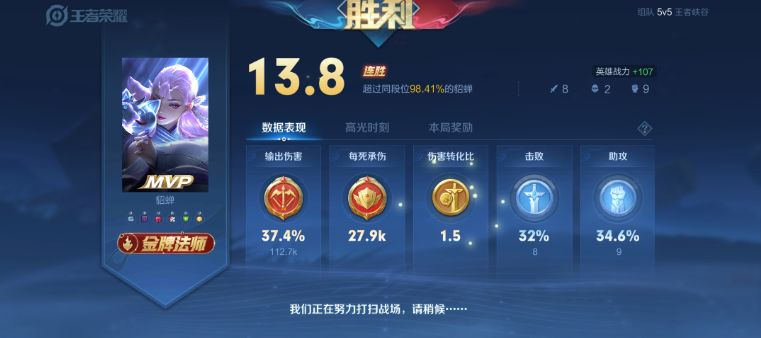 王者荣耀
胜利
组队 5v5 王者峡谷
13.8
连胜
超过同段位98.41%的貂蝉
英雄战力 +107
8 2 9
MVP
貂蝉
金牌法师
数据表现 高光时刻 本局奖励
?
输出伤害 每死承伤 伤害转化比 击败 助攻
37.4% 27.9k 1.5 32% 34.6%
112.7k 8 9
我们正在努力打扫战场，请稍候······